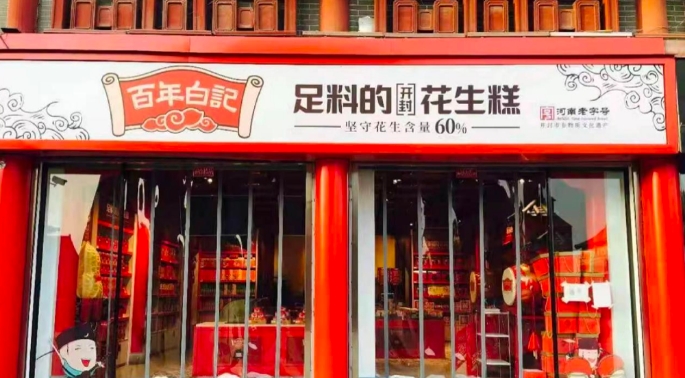 百年白記
足料的开封花生糕
坚守花生含量60%
河南老字号